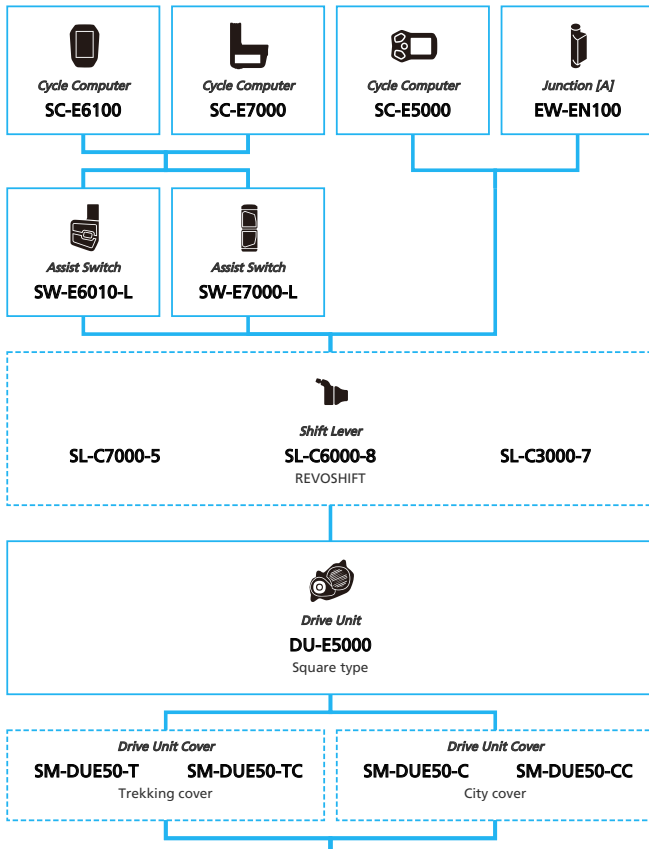 Cycle Computer
SC-E6100
Cycle Computer
SC-E7000
Cycle Computer
SC-E5000
Junction [A]
EW-EN100
Assist Switch
SW-E6010-L
Assist Switch
SW-E7000-L
Shift Lever
SL-C7000-5
SL-C6000-8
SL-C3000-7
REVOSHIFT
Drive Unit
DU-E5000
Square type
Drive Unit Cover
SM-DUE50-T SM-DUE50-TC
Trekking cover
Drive Unit Cover
SM-DUE50-C SM-DUE50-CC
City cover